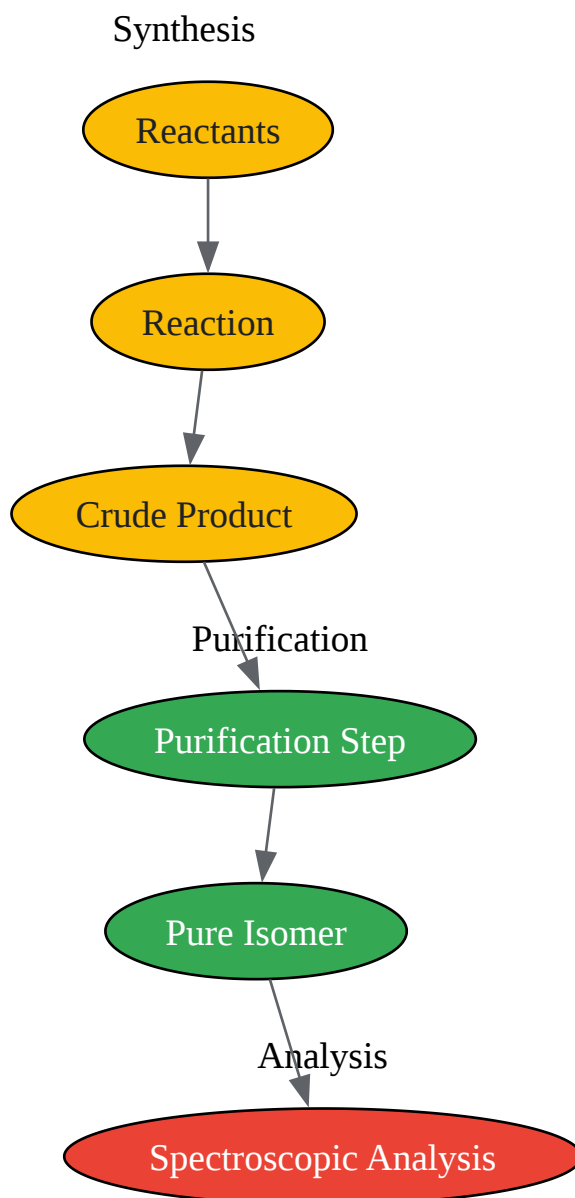 Synthesis
Reactants
Reaction
Crude Product
Purification
Purification Step
Pure Isomer
Analysis
Spectroscopic Analysis